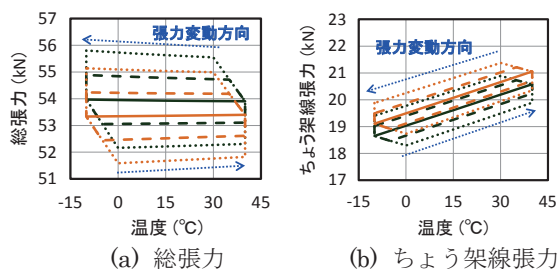 57
56
55
54
53
52
51
総張力 (kN)
張力変動方向
-15 0 15 30 45
温度 (℃)
(a) 総張力
23
22
21
20
19
18
17
ちょう架線張力 (kN)
張力変動方向
-15 0 15 30 45
温度 (℃)
(b) ちょう架線張力